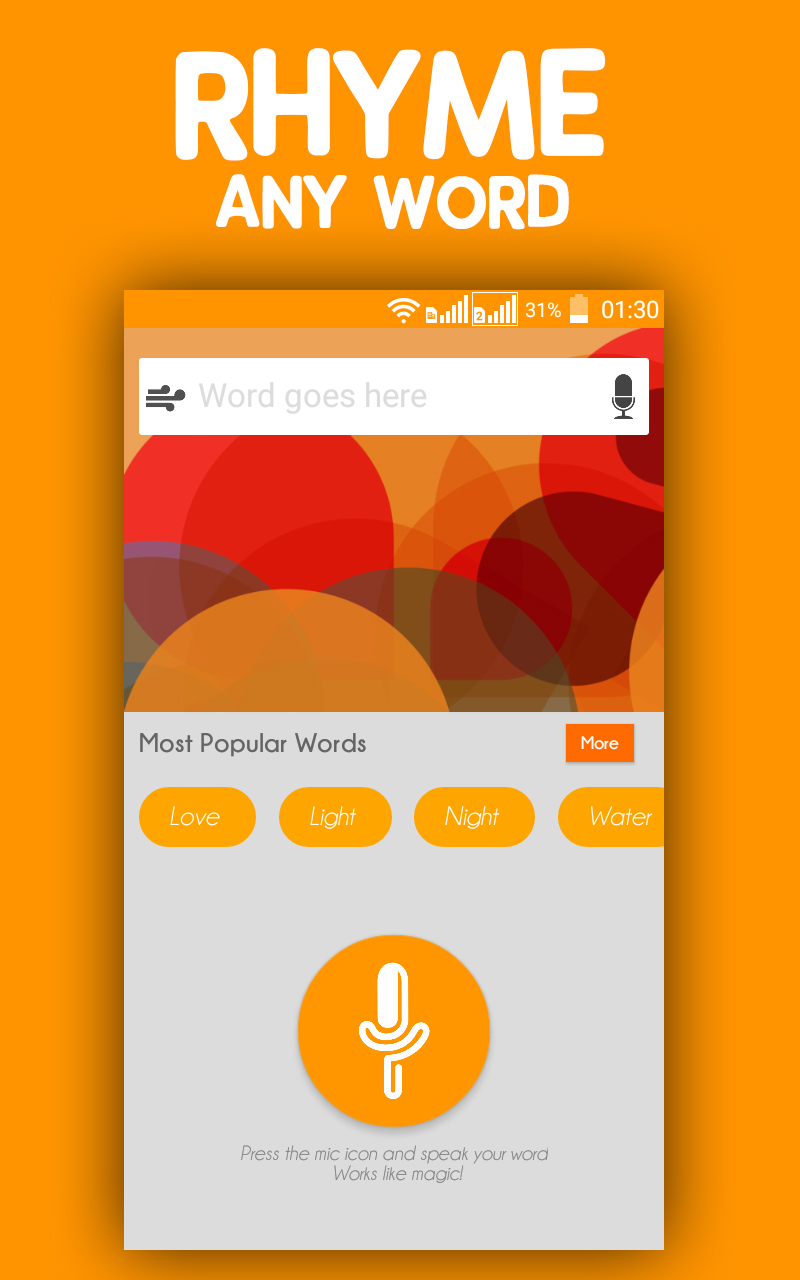 RHYME
ANY WORD
2 31% 01:30
Word goes here
Most Popular Words More
Love Light Night Water
Press the mic icon and speak your word
Works like magic!